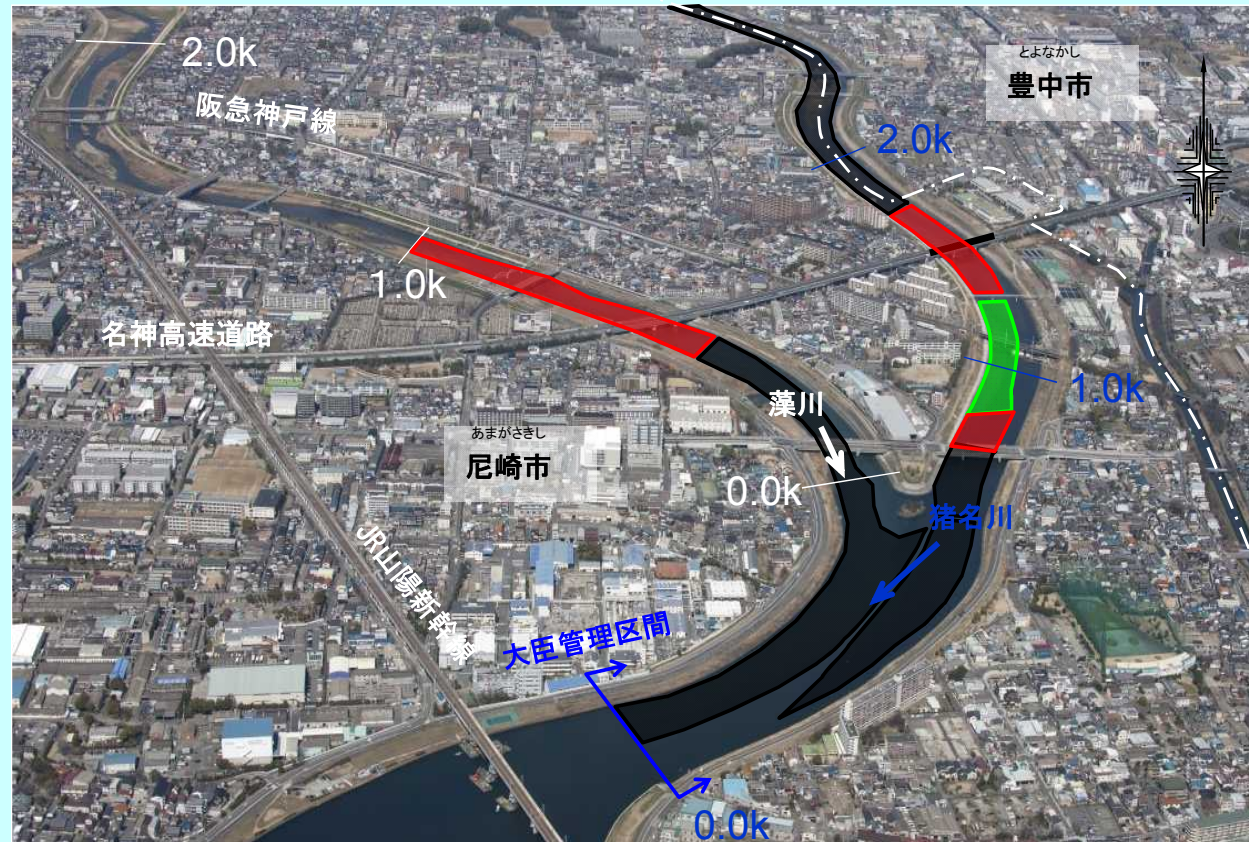 2.0k
阪急神戸線
とよなかし
豊中市
2.0k
1.0k
名神高速道路
1.0k
藻川
あまがさきし
尼崎市
0.0k
猪名川
JR山陽新幹線
大臣管理区間
0.0k